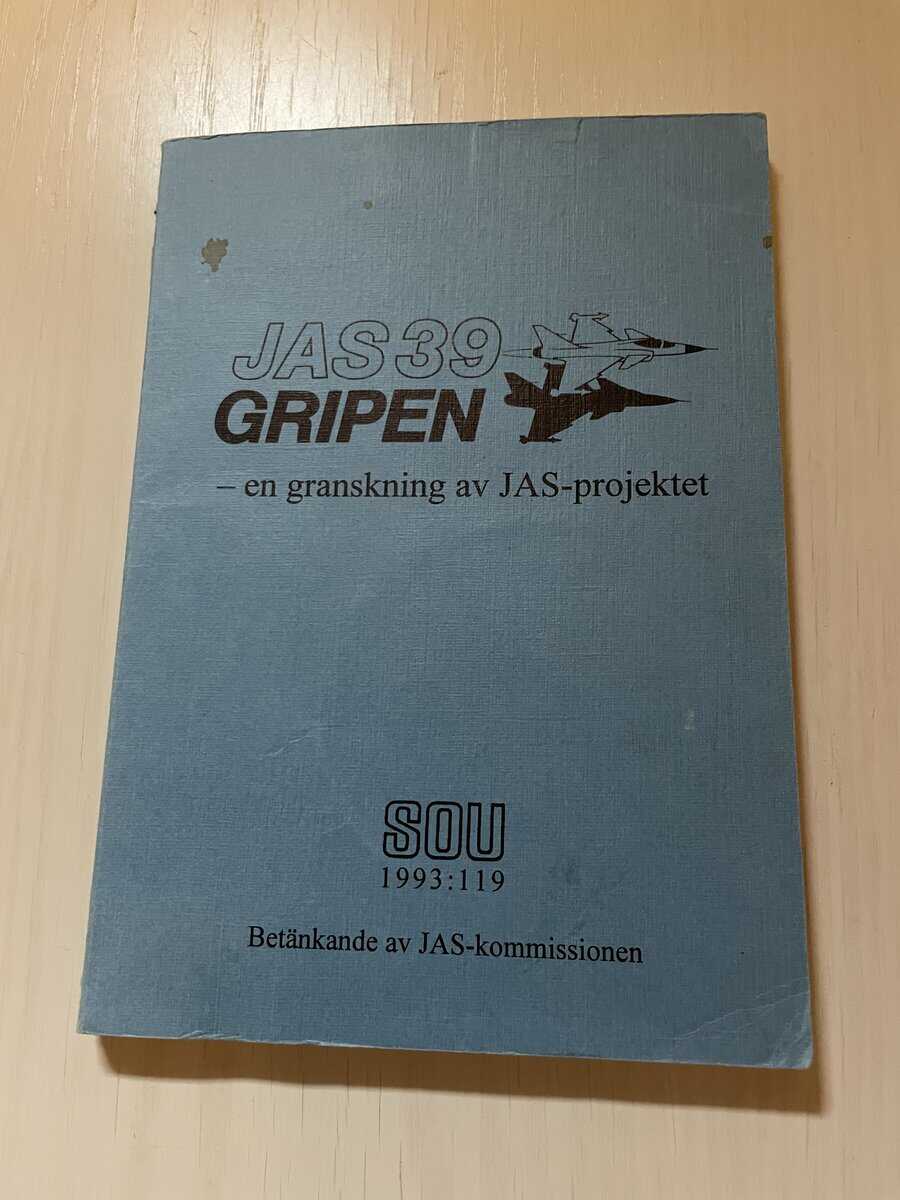 JAS 39
GRIPEN
– en granskning av JAS-projektet
SOU
1993:119
Betänkande av JAS-kommissionen